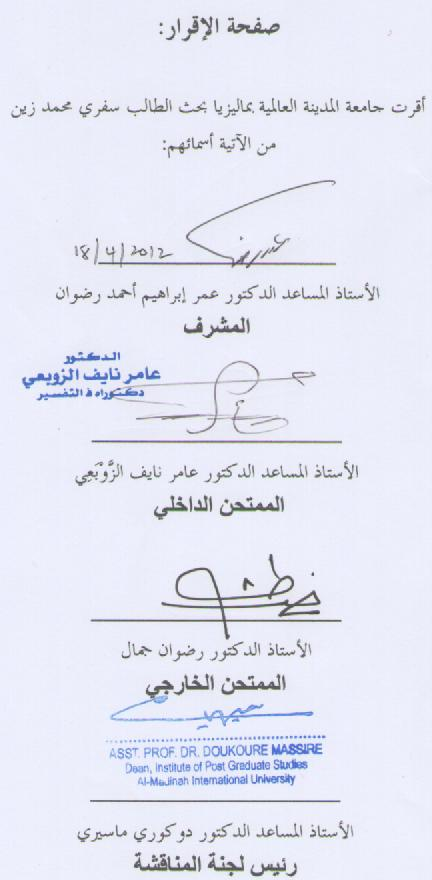 صفحة الإقرار:
أقرت جامعة المدينة العالمية بماليزيا بحث الطالب سفري محمد زين
من الآتية أسمائهم:
18/4/2012
الأستاذ المساعد الدكتور عمر إبراهيم أحمد رضوان
المشرف
الدكتور
عامر نايف الزوبعي
دكتوراه في التفسير
الأستاذ المساعد الدكتور عامر نايف الزَّوْبَعِي
الممتحن الداخلي
الأستاذ الدكتور رضوان جمال
الممتحن الخارجي
ASST. PROF. DR. DOUKOURE MASSIRE
Dean, Institute of Post Graduate Studies
Al-Madinah International University
الأستاذ المساعد الدكتور دوكوري ماسيري
رئيس لجنة المناقشة